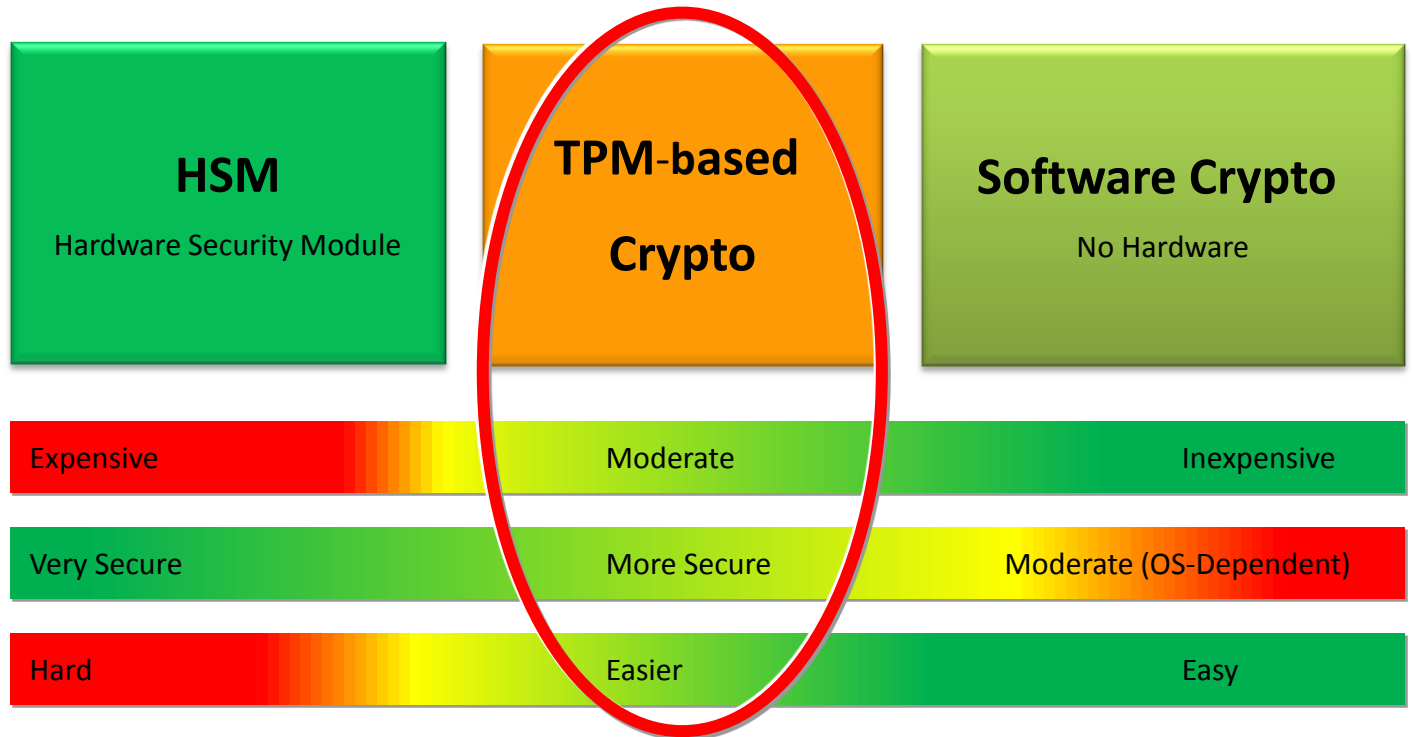 HSM
Hardware Security Module
TPM-based
Crypto
Software Crypto
No Hardware
Expensive
Moderate
Inexpensive
Very Secure
More Secure
Moderate (OS-Dependent)
Hard
Easier
Easy